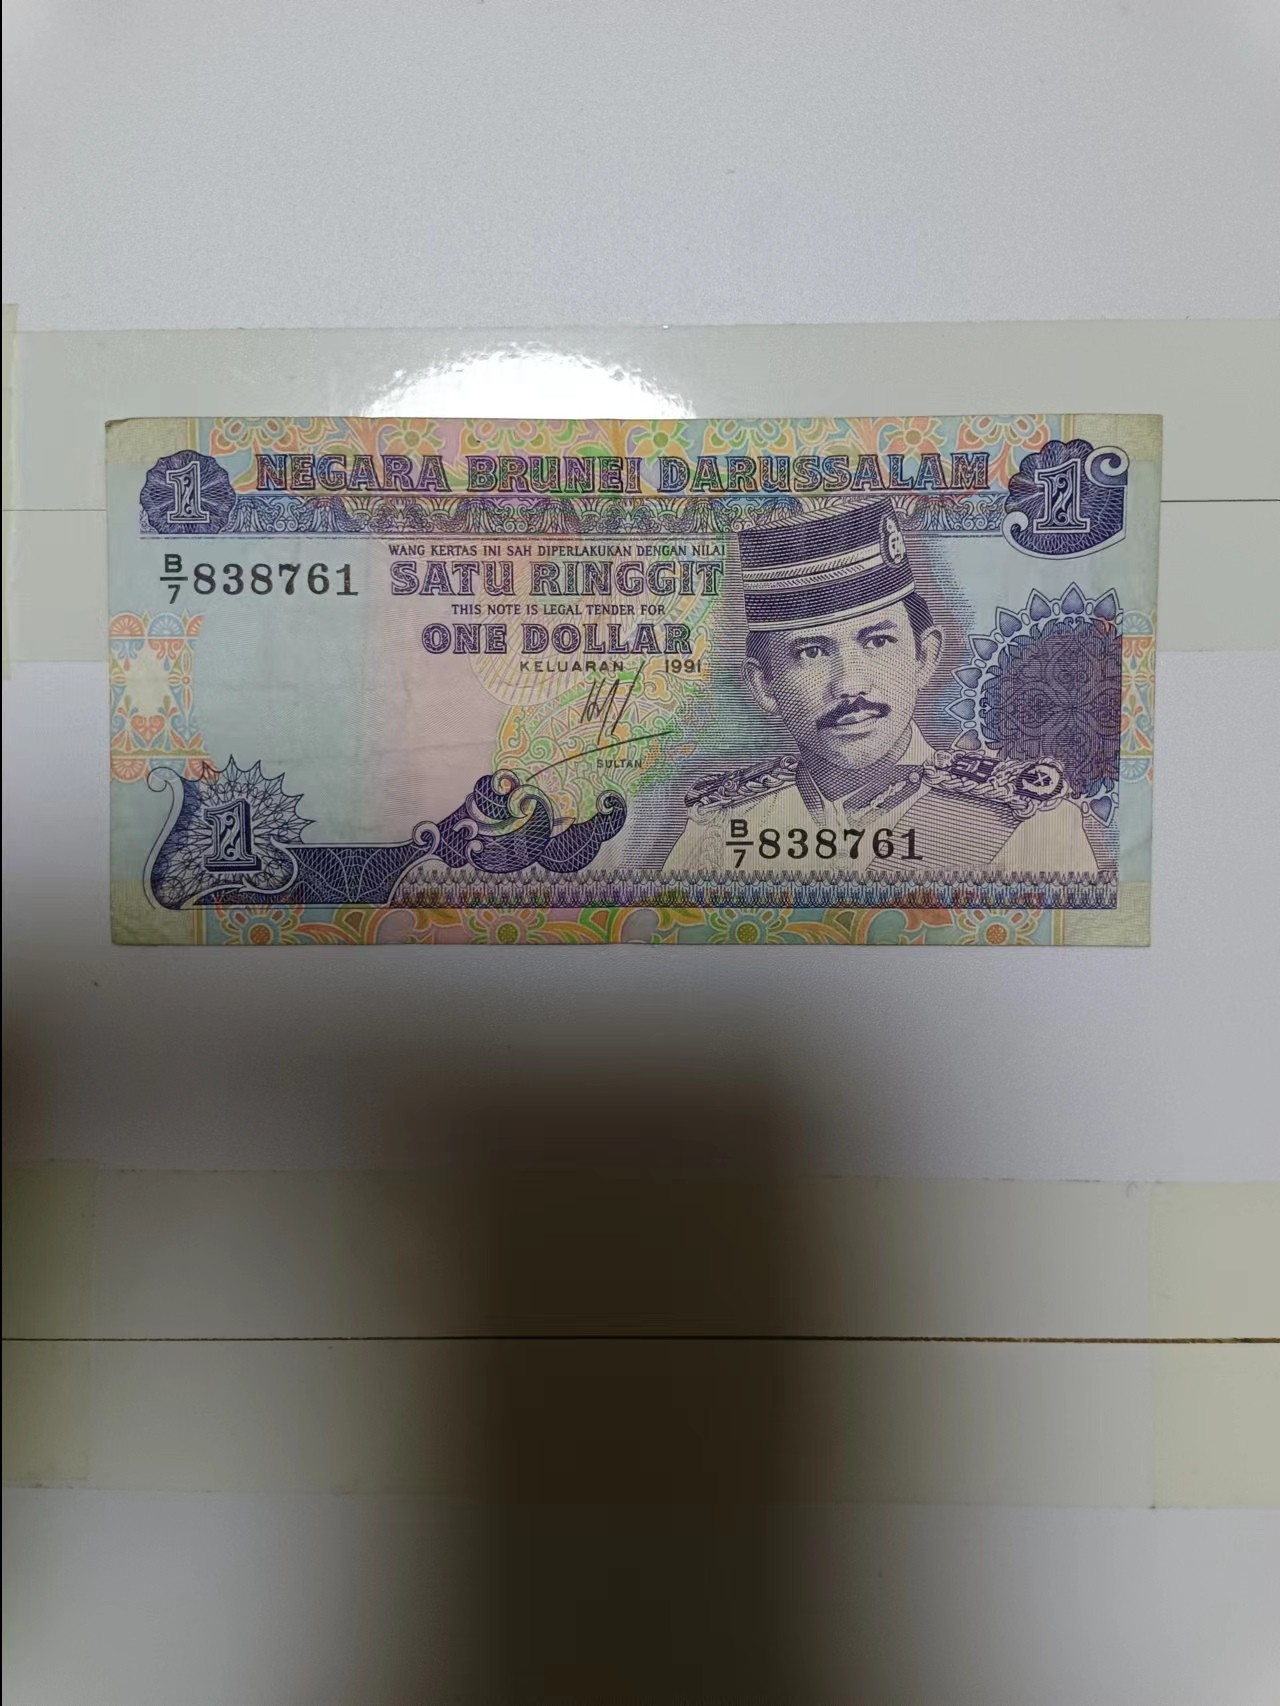 1 NEGARA BRUNEI DARUSSALAM 1
B/7 838761
WANG KERTAS INI SAH DIPERLAKUKAN DENGAN NILAI
SATU RINGGIT
THIS NOTE IS LEGAL TENDER FOR
ONE DOLLAR
KELUARAN 1991
SULTAN
1
B/7 838761